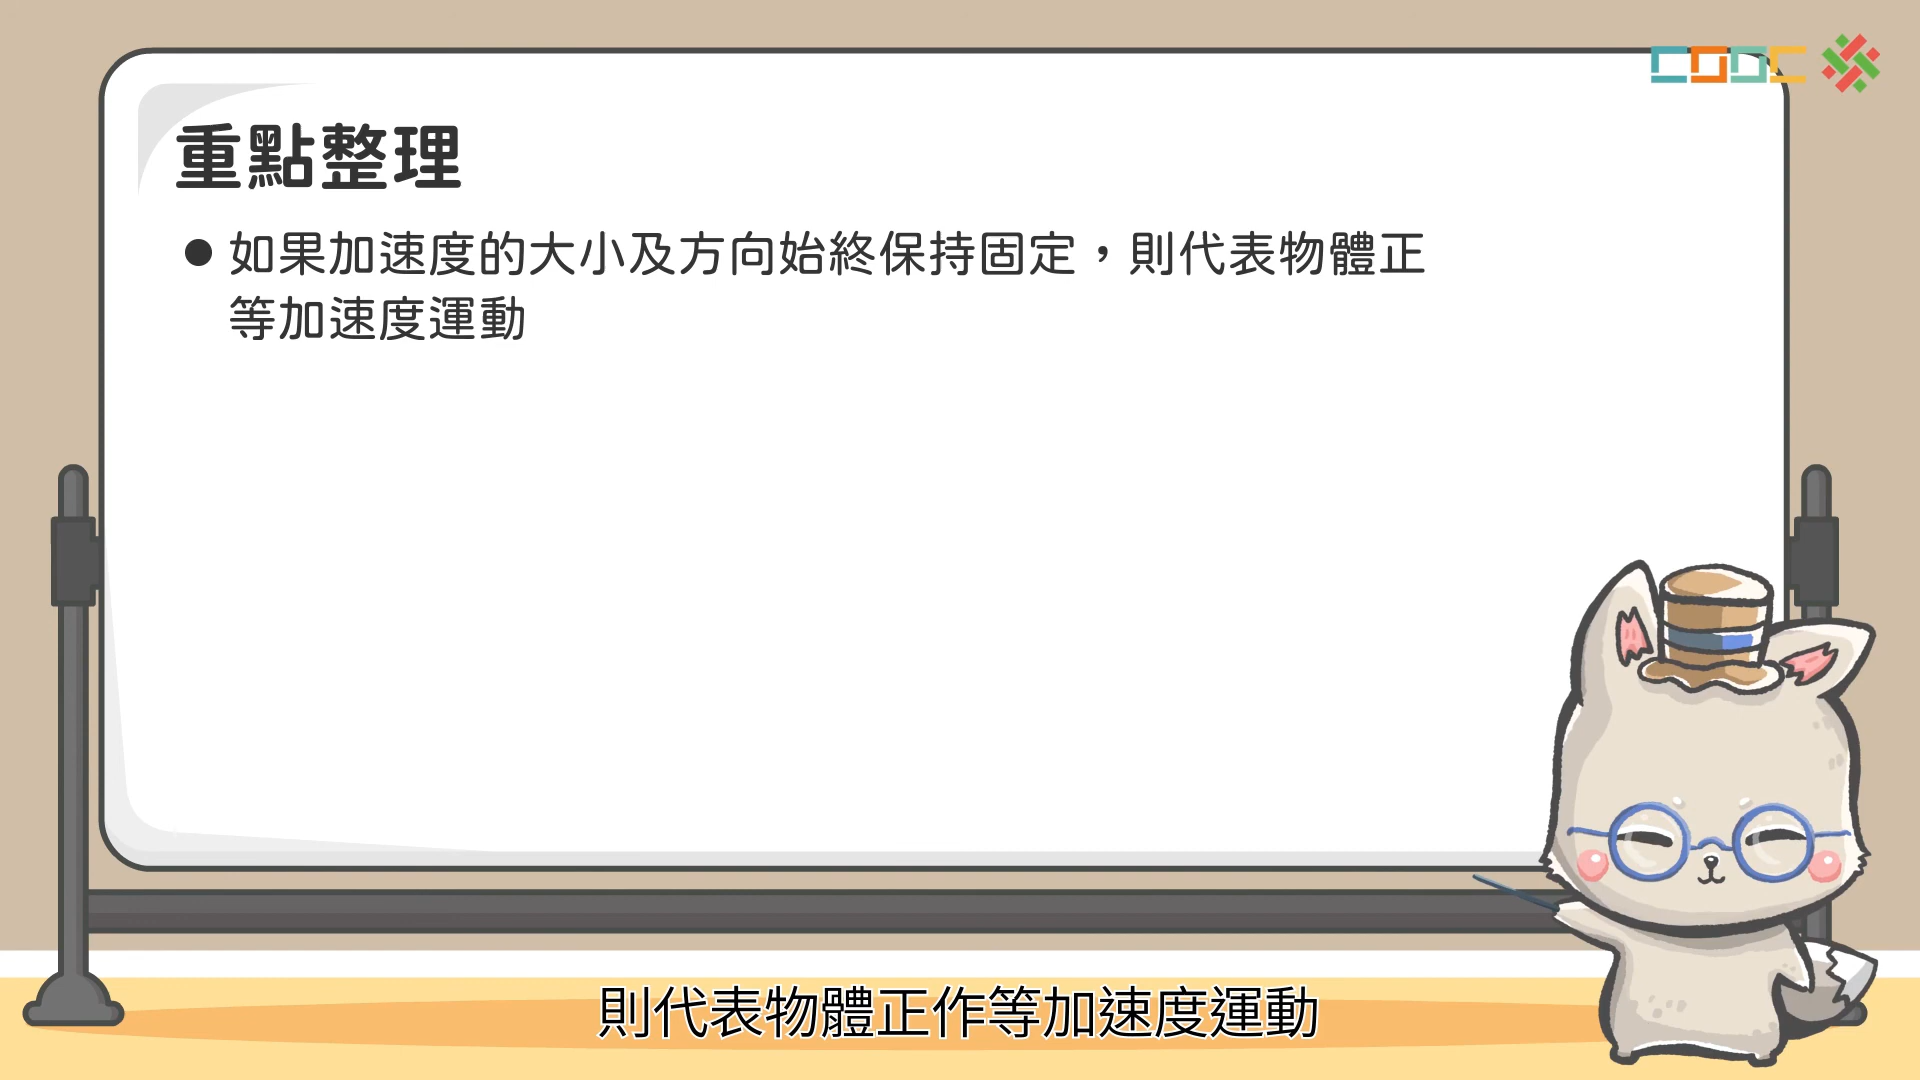 重點整理
● 如果加速度的大小及方向始終保持固定，則代表物體正
等加速度運動
則代表物體正作等加速度運動